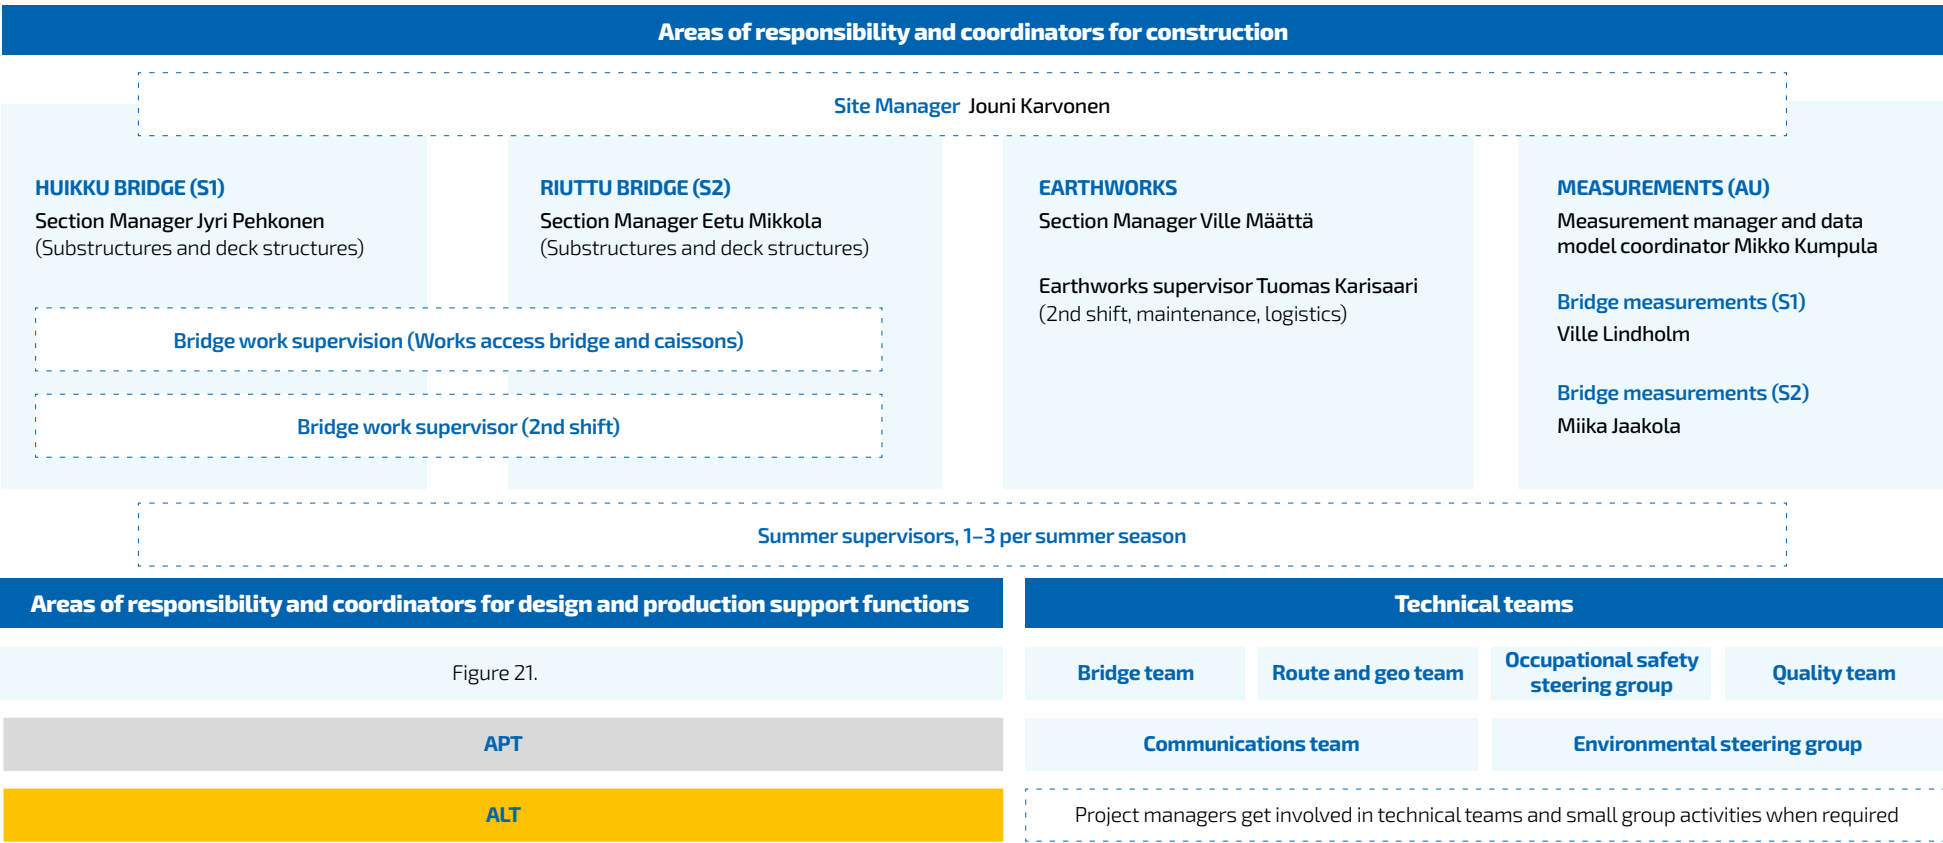 Areas of responsibility and coordinators for construction
Site Manager Jouni Karvonen
HUIKKU BRIDGE (S1)
Section Manager Jyri Pehkonen
(Substructures and deck structures)
RIUTTU BRIDGE (S2)
Section Manager Eetu Mikkola
(Substructures and deck structures)
Bridge work supervision (Works access bridge and caissons)
Bridge work supervisor (2nd shift)
EARTHWORKS
Section Manager Ville Määttä
Earthworks supervisor Tuomas Karisaari
(2nd shift, maintenance, logistics)
MEASUREMENTS (AU)
Measurement manager and data
model coordinator Mikko Kumpula
Bridge measurements (S1)
Ville Lindholm
Bridge measurements (S2)
Miika Jaakola
Summer supervisors, 1–3 per summer season
Areas of responsibility and coordinators for design and production support functions
Figure 21.
APT
ALT
Technical teams
Bridge team
Route and geo team
Occupational safety
steering group
Quality team
Communications team
Environmental steering group
Project managers get involved in technical teams and small group activities when required